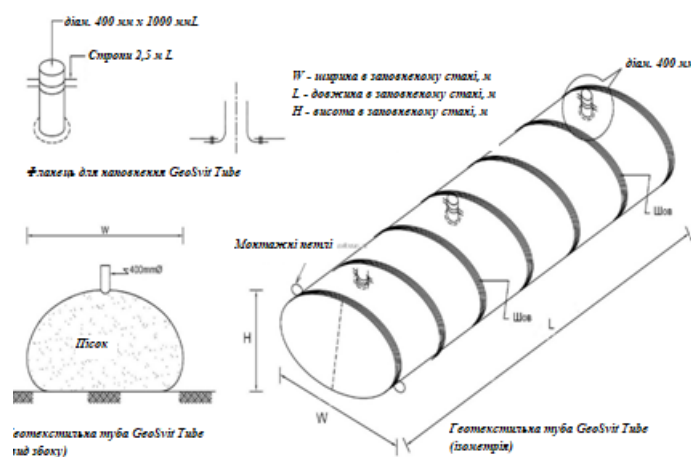 діам. 400 мм х 1000 ммL
Стропи 2,5 м L
Фланець для наповнення GeoSvit Tube
W - ширина в заповненому стані, м
L - довжина в заповненому стані, м
H - висота в заповненому стані, м
діам. 400 мм
Шов
Монтажні петлі
Шов
L
W
W
400mmØ
H
Пісок
Геотекстильна туба GeoSvit Tube
(вид збоку)
Геотекстильна туба GeoSvit Tube
(ізометрія)